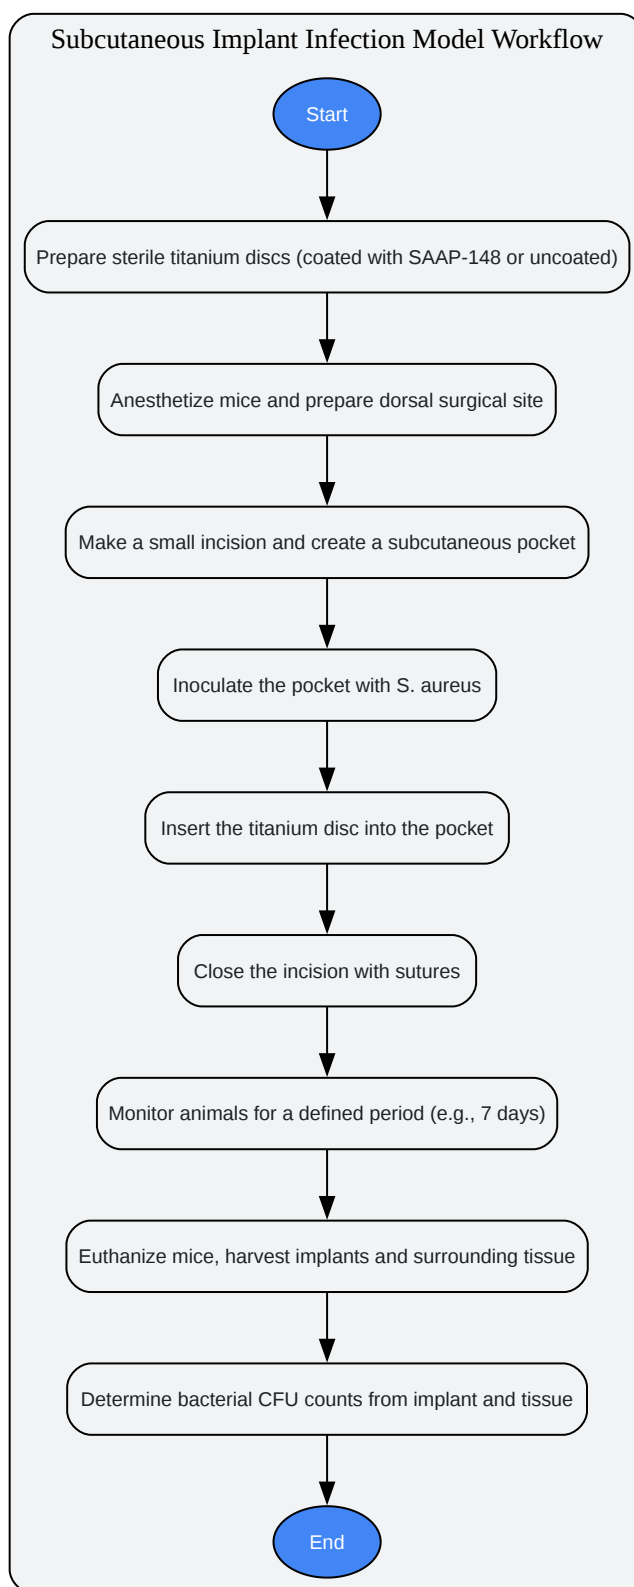 Subcutaneous Implant Infection Model Workflow
Start
Prepare sterile titanium discs (coated with SAAP-148 or uncoated)
Anesthetize mice and prepare dorsal surgical site
Make a small incision and create a subcutaneous pocket
Inoculate the pocket with S. aureus
Insert the titanium disc into the pocket
Close the incision with sutures
Monitor animals for a defined period (e.g., 7 days)
Euthanize mice, harvest implants and surrounding tissue
Determine bacterial CFU counts from implant and tissue
End